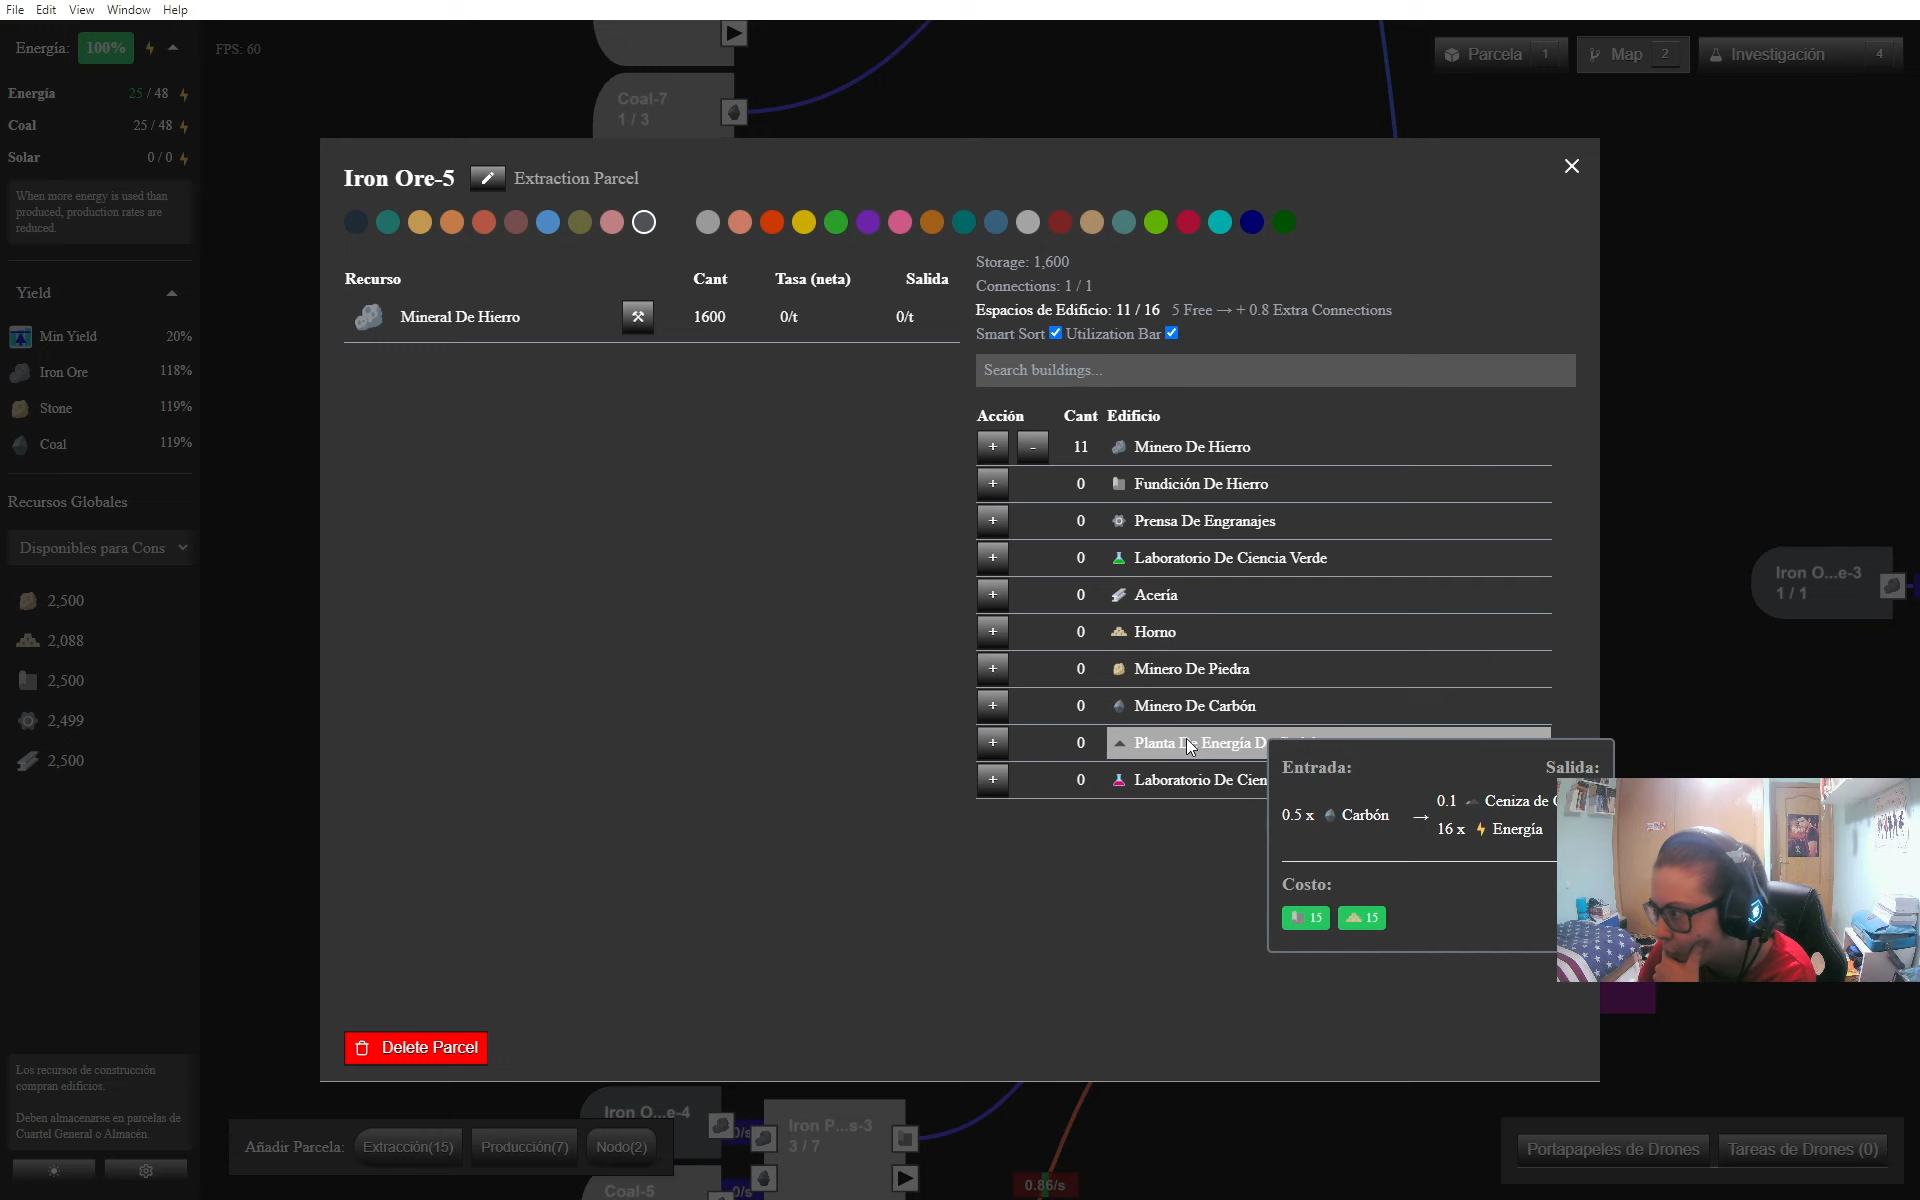 File Edit View Window Help
Energía: 100%
FPS: 60
Parcela 1
Map 2
Investigación 4
Energía 25 / 48
Coal 25 / 48
Solar 0 / 0
When more energy is used than
produced, production rates are
reduced.
Yield
Min Yield 20%
Iron Ore 118%
Stone 119%
Coal 119%
Recursos Globales
Disponibles para Cons
2,500
2,088
2,500
2,499
2,500
Los recursos de construcción
compran edificios.
Deben almacenarse en parcelas de
Cuartel General o Almacén.
Coal-7
1 / 3
Iron Ore-5 Extraction Parcel
Recurso Cant Tasa (neta) Salida
Mineral De Hierro 1600 0/t 0/t
Storage: 1,600
Connections: 1 / 1
Espacios de Edificio: 11 / 16 5 Free → + 0.8 Extra Connections
Smart Sort Utilization Bar
Search buildings...
Acción Cant Edificio
+ - 11 Minero De Hierro
+ 0 Fundición De Hierro
+ 0 Prensa De Engranajes
+ 0 Laboratorio De Ciencia Verde
+ 0 Acería
+ 0 Horno
+ 0 Minero De Piedra
+ 0 Minero De Carbón
+ 0 Planta De Energía D
+ 0 Laboratorio De Cien
Entrada: Salida:
0.5 x Carbón → 0.1 Ceniza de
16 x Energía
Costo:
15 15
Delete Parcel
Iron O...e-3
1 / 1
Iron O...e-4
Iron P...s-3
3 / 7
Coal-5
0/s
0.86/s
Añadir Parcela: Extracción(15) Producción(7) Nodo(2)
Portapapeles de Drones Tareas de Drones (0)